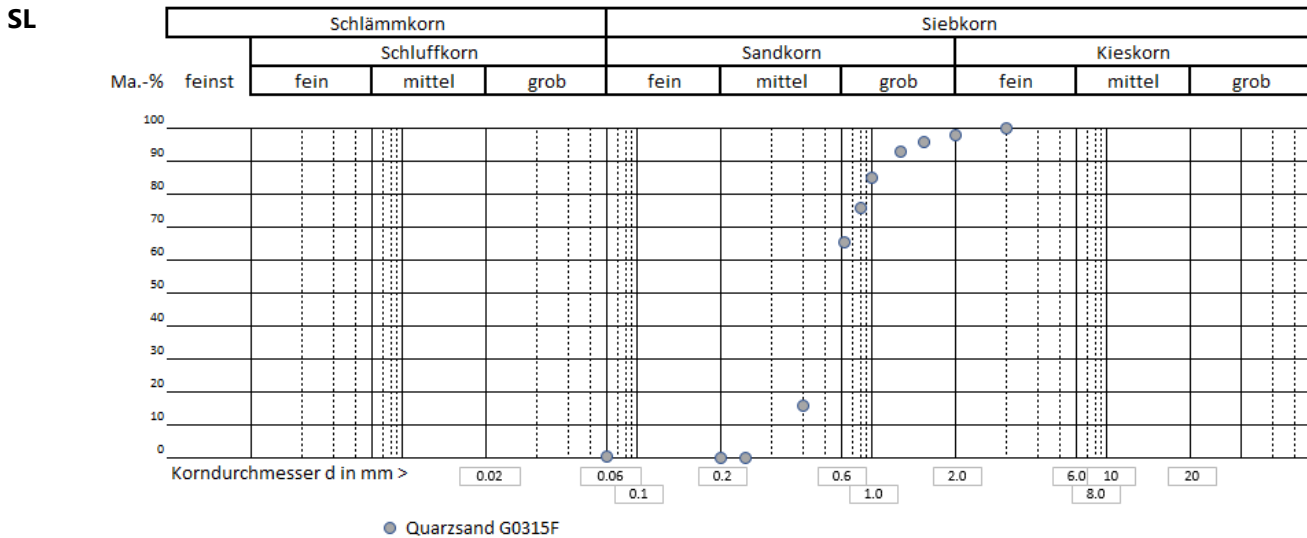 SL
Schlämmkorn Siebkorn
Schluffkorn Sandkorn Kieskorn
Ma.-% feinst fein mittel grob fein mittel grob fein mittel grob
100
90
80
70
60
50
40
30
20
10
0
Korndurchmesser d in mm > 0.02 0.06 0.2 0.6 2.0 6.0 10 20
0.1 1.0 8.0
Quarzsand G0315F